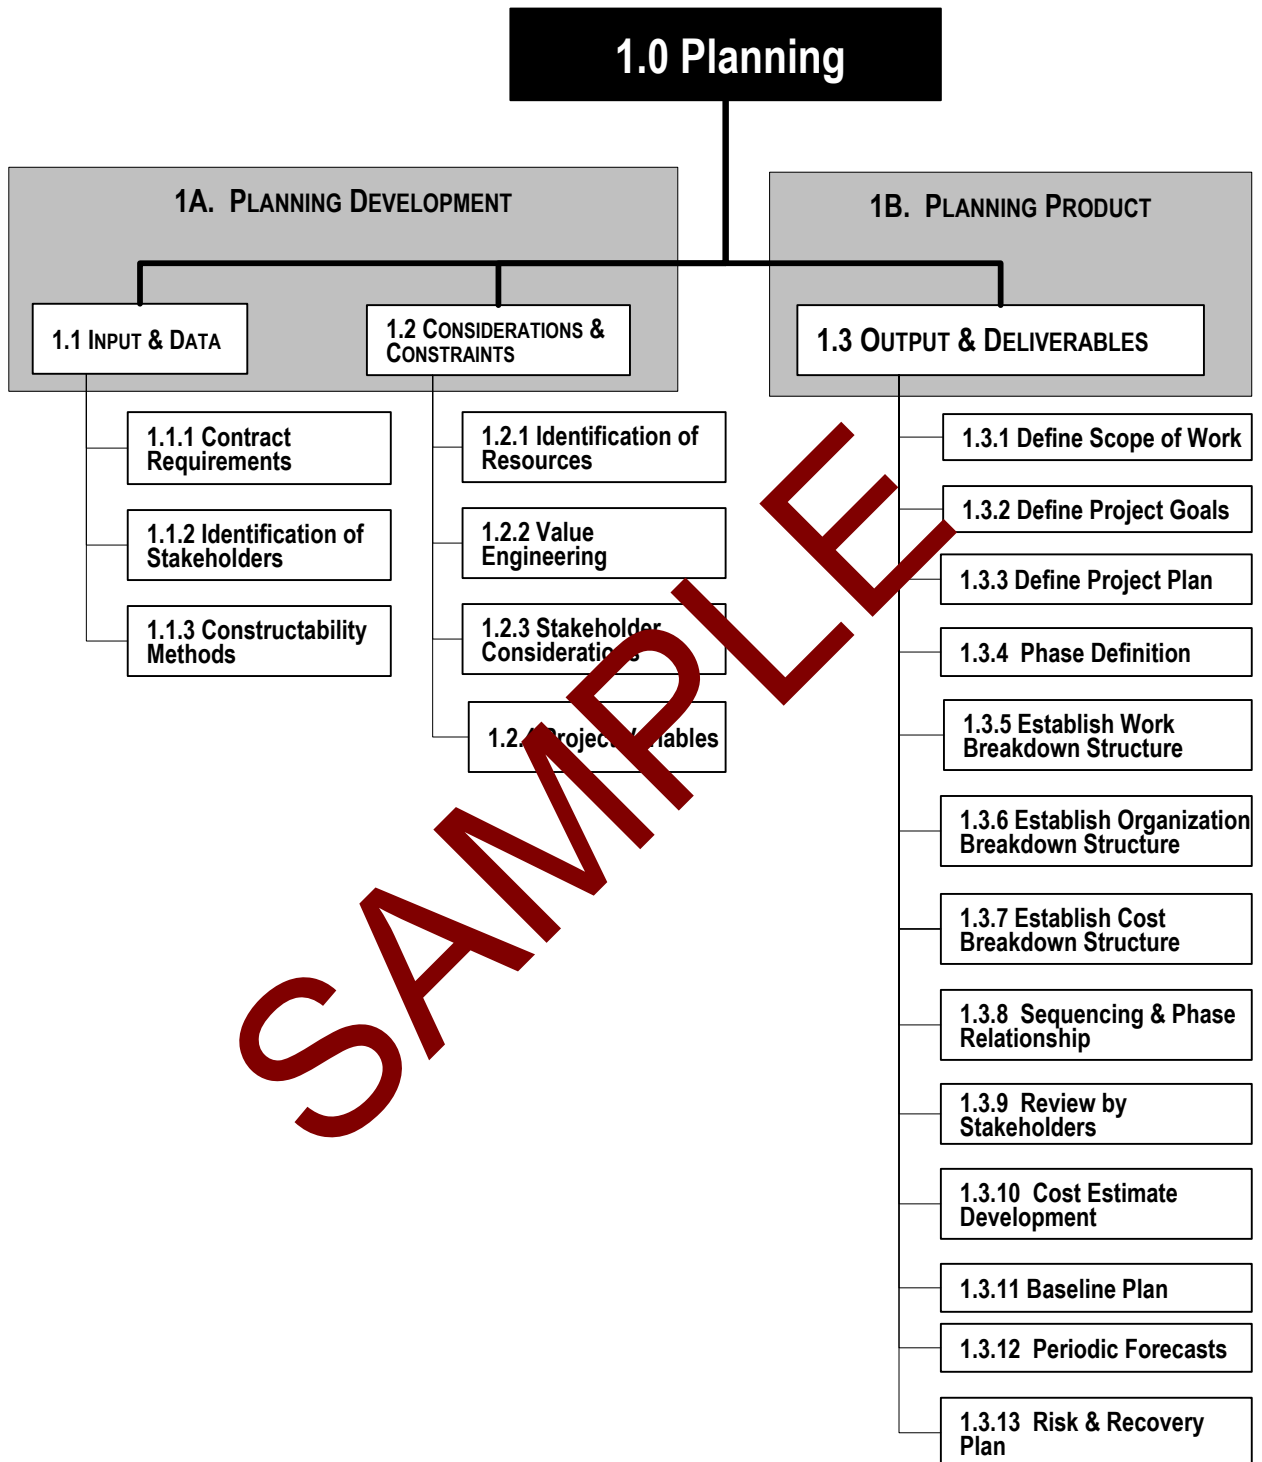 1.0 Planning
1A. PLANNING DEVELOPMENT
1B. PLANNING PRODUCT
1.1 INPUT & DATA
1.2 CONSIDERATIONS &
CONSTRAINTS
1.3 OUTPUT & DELIVERABLES
1.1.1 Contract
Requirements
1.1.2 Identification of
Stakeholders
1.1.3 Constructability
Methods
1.2.1 Identification of
Resources
1.2.2 Value
Engineering
1.2.3 Stakeholder
Considerations
1.2.4 Project Variables
1.3.1 Define Scope of Work
1.3.2 Define Project Goals
1.3.3 Define Project Plan
1.3.4 Phase Definition
1.3.5 Establish Work
Breakdown Structure
1.3.6 Establish Organization
Breakdown Structure
1.3.7 Establish Cost
Breakdown Structure
1.3.8 Sequencing & Phase
Relationship
1.3.9 Review by
Stakeholders
1.3.10 Cost Estimate
Development
1.3.11 Baseline Plan
1.3.12 Periodic Forecasts
1.3.13 Risk & Recovery
Plan
SAMPLE